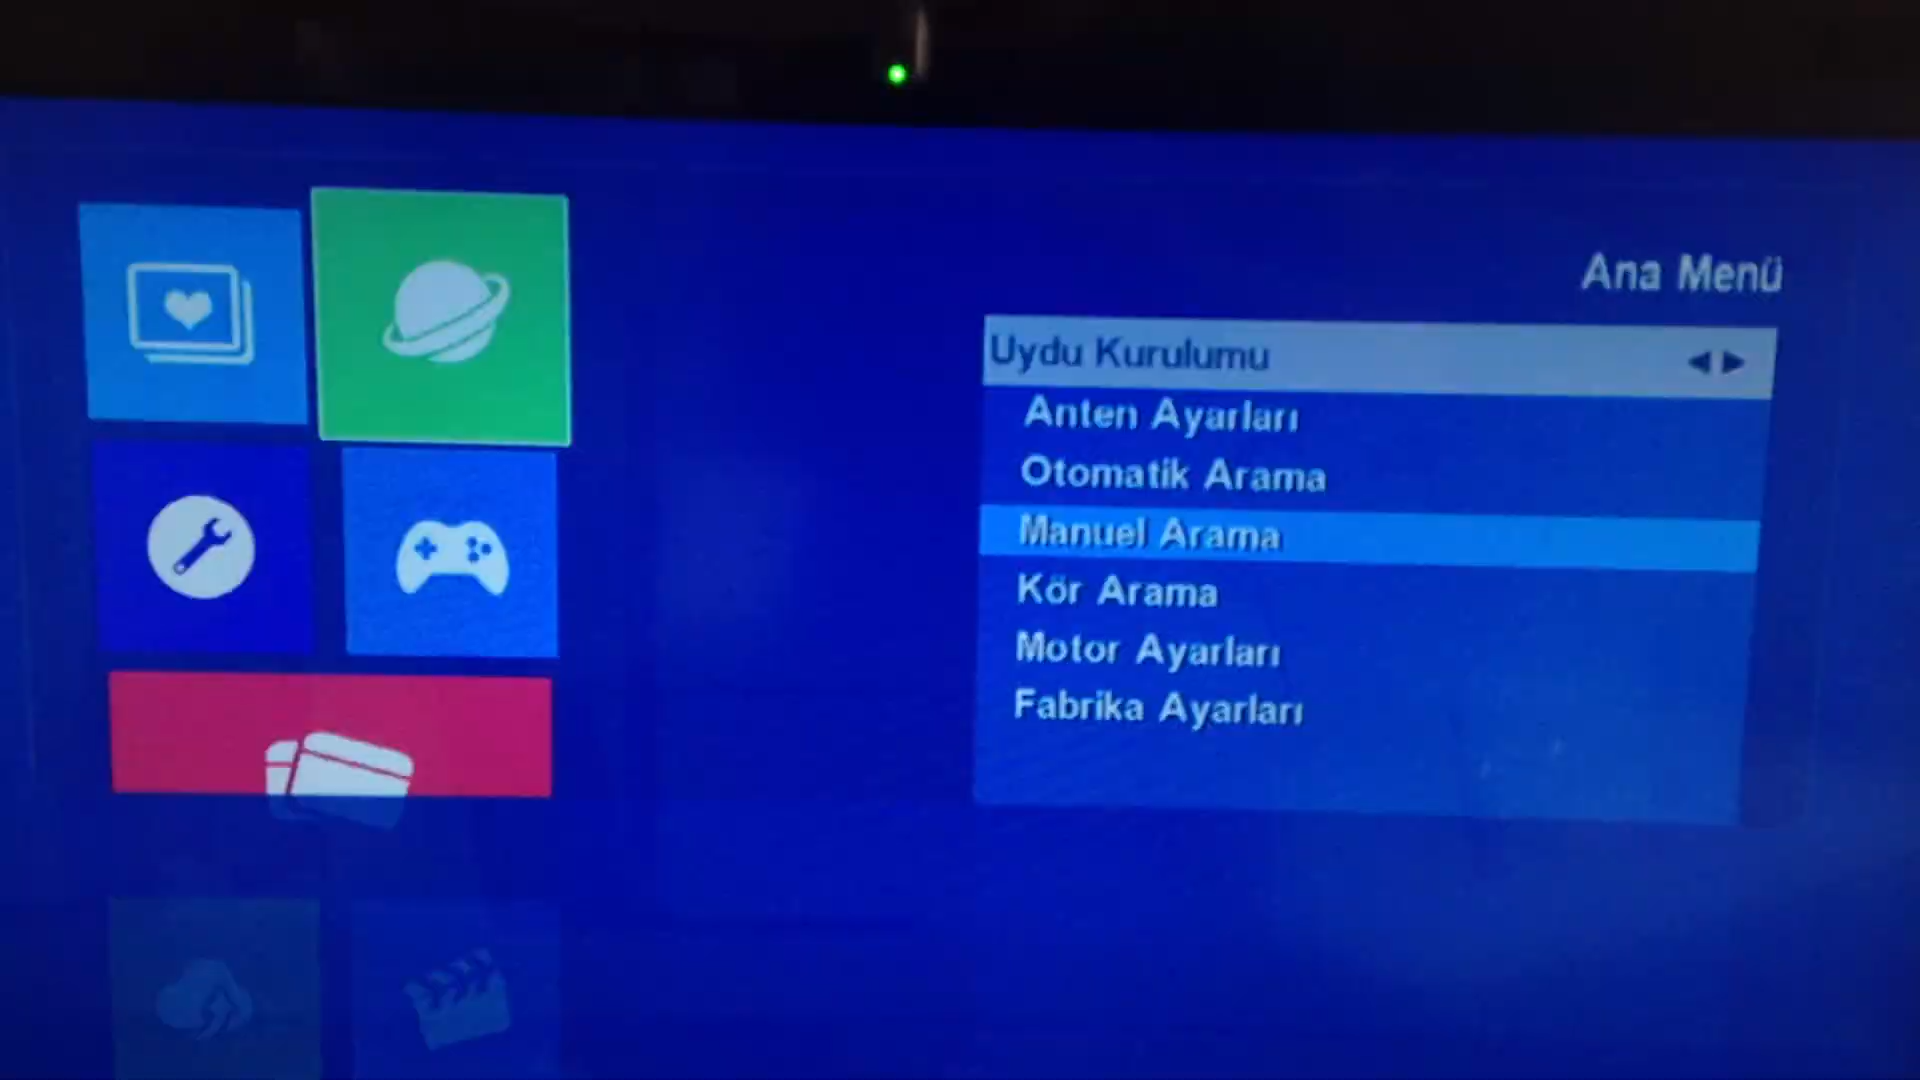 Ana Menü
Uydu Kurulumu
Anten Ayarları
Otomatik Arama
Manuel Arama
Kör Arama
Motor Ayarları
Fabrika Ayarları